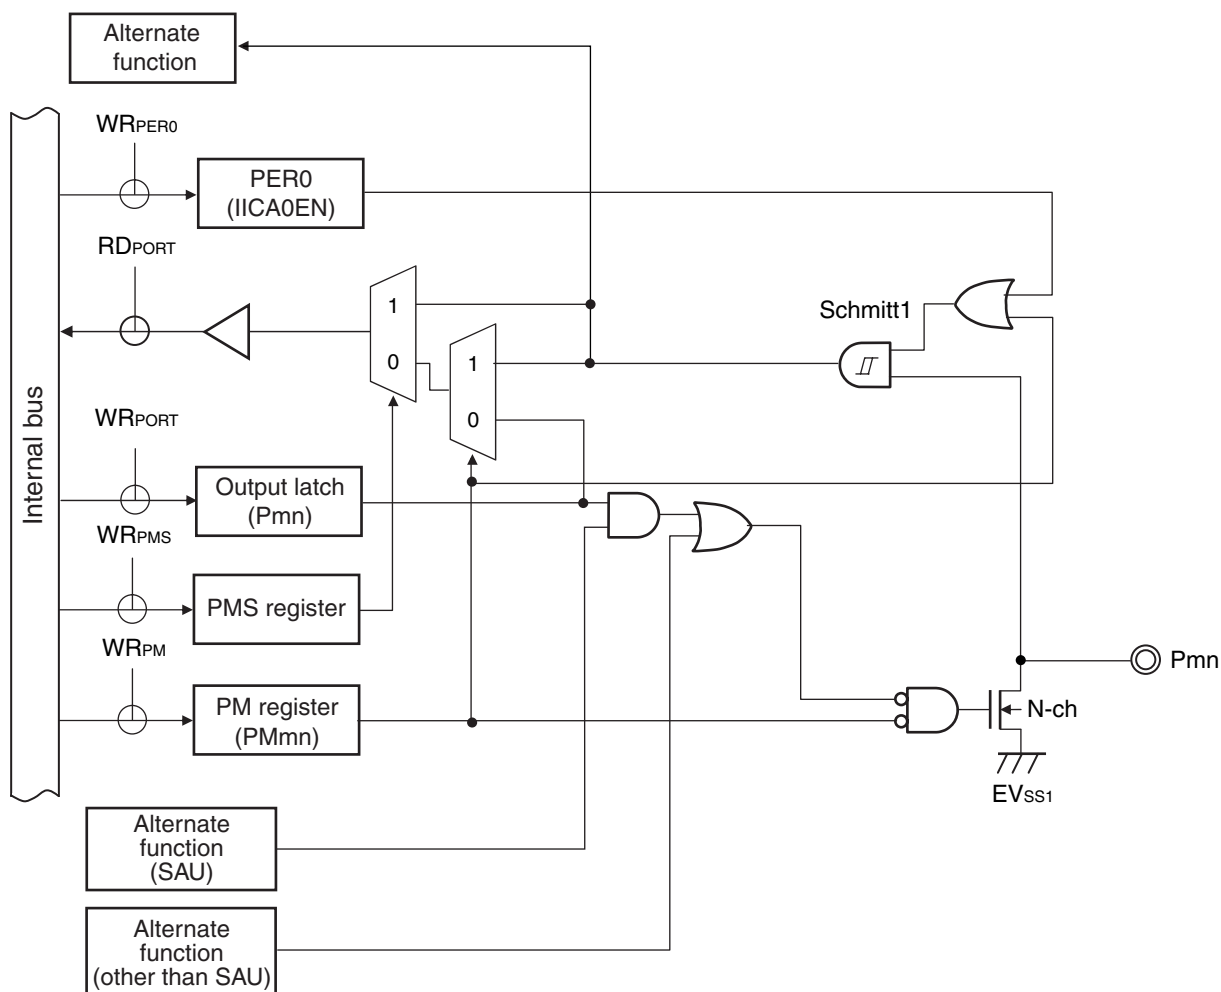 Alternate
function
WRPER0
PER0
(IICA0EN)
RDPORT
1
0
Schmitt1
1
0
Internal bus
WRPORT
Output latch
(Pmn)
WRPMS
PMS register
WRPM
PM register
(PMmn)
Pmn
N-ch
EVSS1
Alternate
function
(SAU)
Alternate
function
(other than SAU)